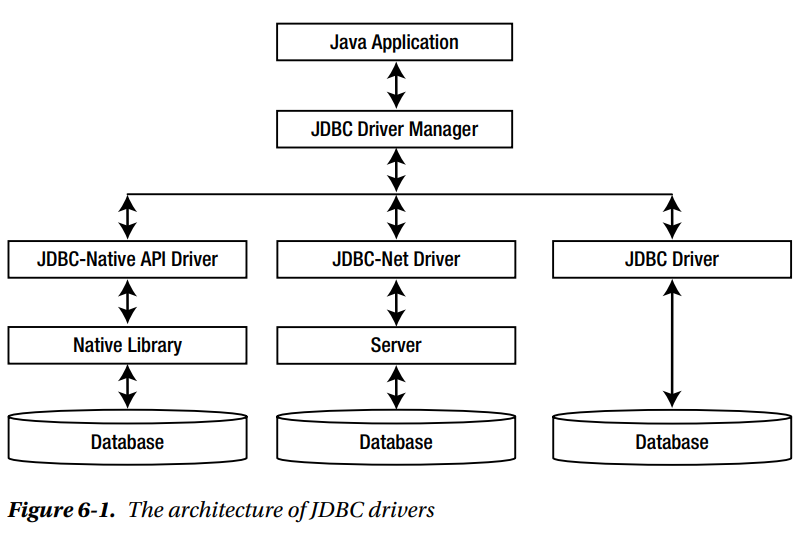 Java Application
JDBC Driver Manager
JDBC-Native API Driver
JDBC-Net Driver
JDBC Driver
Native Library
Server
Database
Database
Database
Figure 6-1. The architecture of JDBC drivers